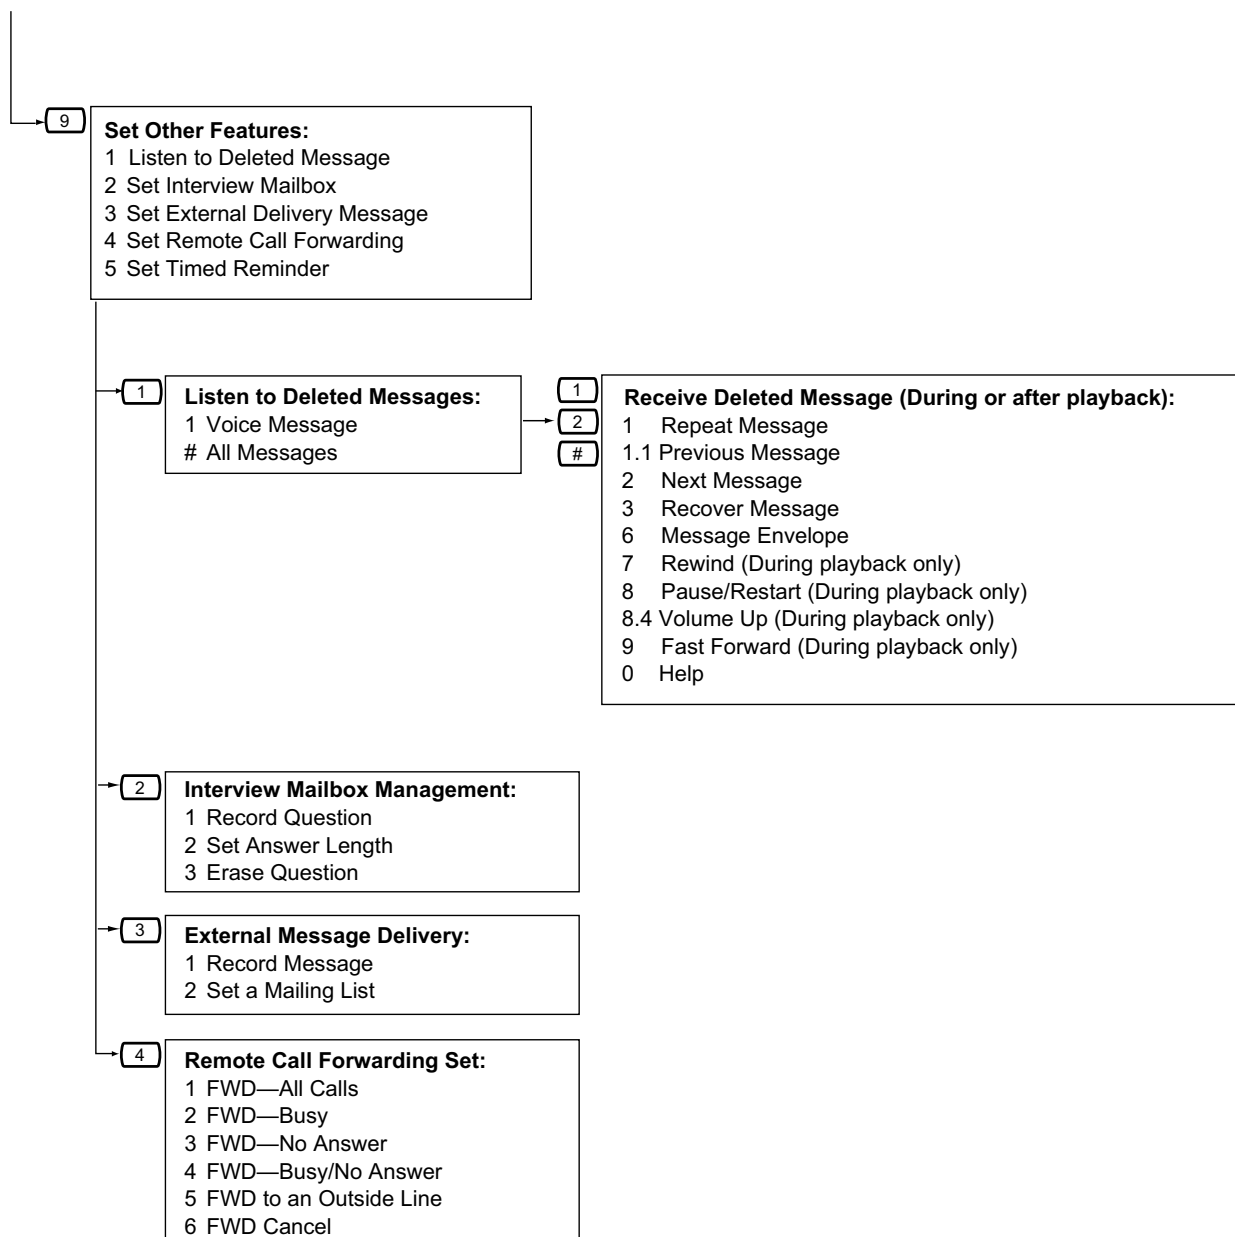 9
Set Other Features:
1 Listen to Deleted Message
2 Set Interview Mailbox
3 Set External Delivery Message
4 Set Remote Call Forwarding
5 Set Timed Reminder
1
Listen to Deleted Messages:
1 Voice Message
# All Messages
1
2
#
Receive Deleted Message (During or after playback):
1 Repeat Message
1.1 Previous Message
2 Next Message
3 Recover Message
6 Message Envelope
7 Rewind (During playback only)
8 Pause/Restart (During playback only)
8.4 Volume Up (During playback only)
9 Fast Forward (During playback only)
0 Help
2
Interview Mailbox Management:
1 Record Question
2 Set Answer Length
3 Erase Question
3
External Message Delivery:
1 Record Message
2 Set a Mailing List
4
Remote Call Forwarding Set:
1 FWD—All Calls
2 FWD—Busy
3 FWD—No Answer
4 FWD—Busy/No Answer
5 FWD to an Outside Line
6 FWD Cancel